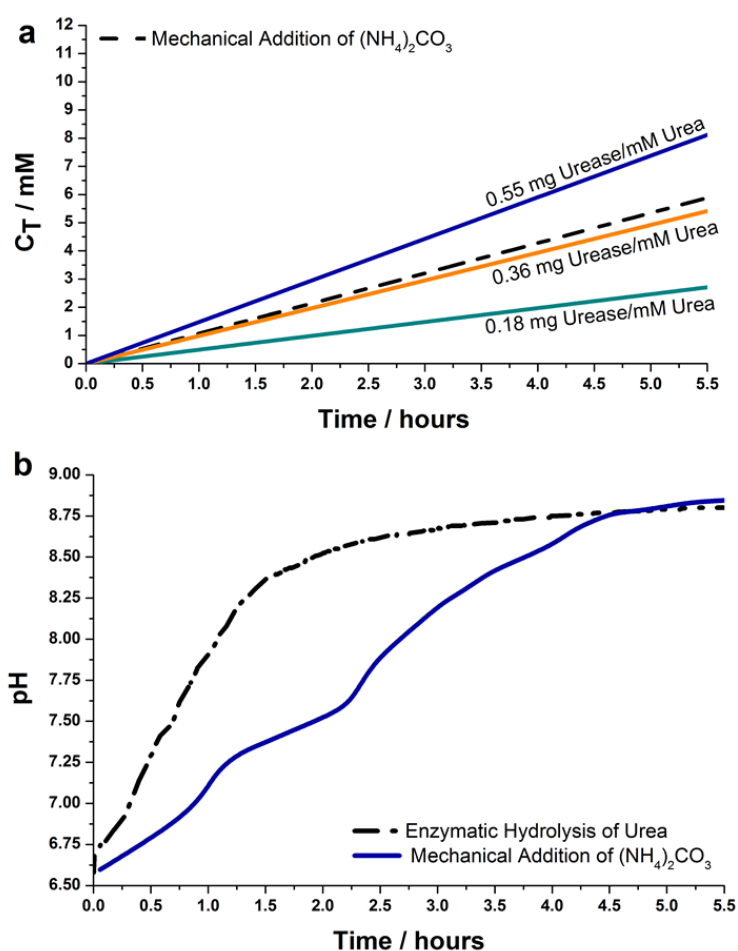 a
Mechanical Addition of (NH₄)₂CO₃
12
11
10
9
8
7
6
5
4
3
2
1
0
C_T / mM
0.55 mg Urease/mM Urea
0.36 mg Urease/mM Urea
0.18 mg Urease/mM Urea
0.0 0.5 1.0 1.5 2.0 2.5 3.0 3.5 4.0 4.5 5.0 5.5
Time / hours
b
9.00
8.75
8.50
8.25
8.00
7.75
7.50
7.25
7.00
6.75
6.50
pH
Enzymatic Hydrolysis of Urea
Mechanical Addition of (NH₄)₂CO₃
0.0 0.5 1.0 1.5 2.0 2.5 3.0 3.5 4.0 4.5 5.0 5.5
Time / hours